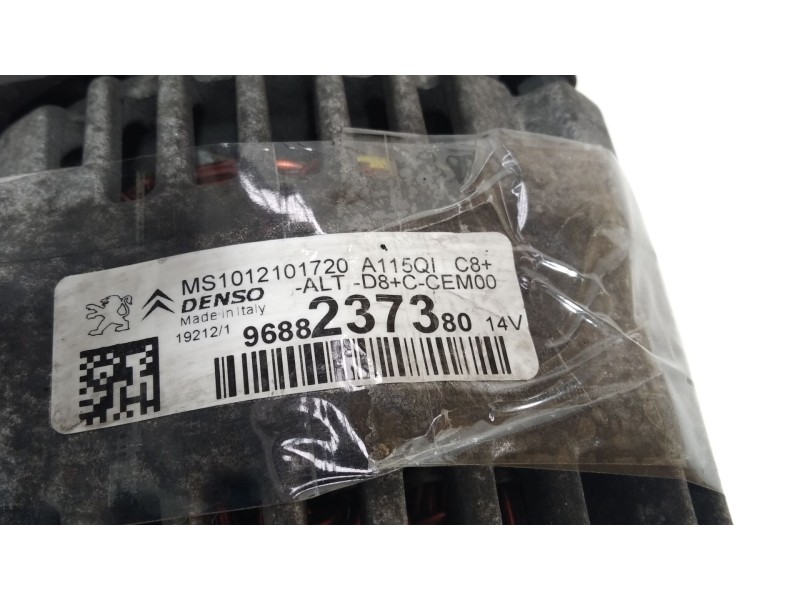 MS1012101720 A115QI C8+
DENSO -ALT -D8+C-CEM00
Made in Italy
19212/1 9688237380 14V